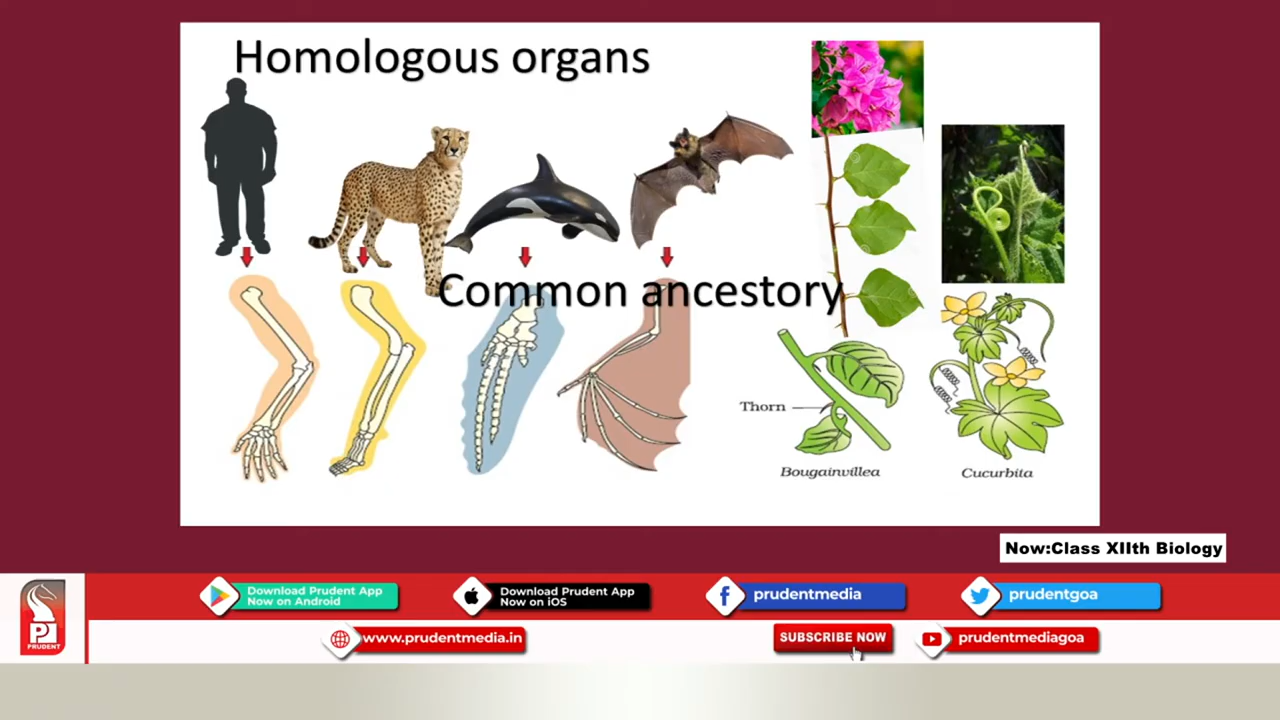 Homologous organs
Common ancestory
Thorn
Bougainvillea
Cucurbita
Now:Class XIIth Biology
Download Prudent App
Now on Android
Download Prudent App
Now on iOS
prudentmedia
prudentgoa
PRUDENT
www.prudentmedia.in
SUBSCRIBE NOW
prudentmediagoa